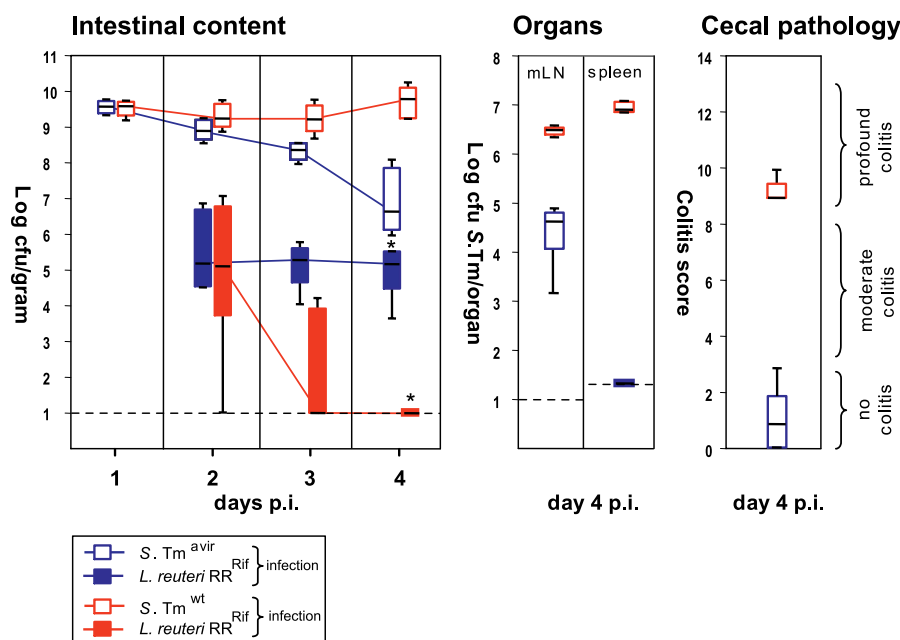 Intestinal content
Organs
Cecal pathology
Log cfu/gram
11
10
9
8
7
6
5
4
3
2
1
*
*
1
2
3
4
days p.i.
Log cfu S.Tm/organ
8
7
6
5
4
3
2
1
mLN
spleen
day 4 p.i.
Colitis score
14
12
10
8
6
4
2
0
day 4 p.i.
profound colitis
moderate colitis
no colitis
S. Tm avir
L. reuteri RR Rif
infection
S. Tm wt
L. reuteri RR Rif
infection